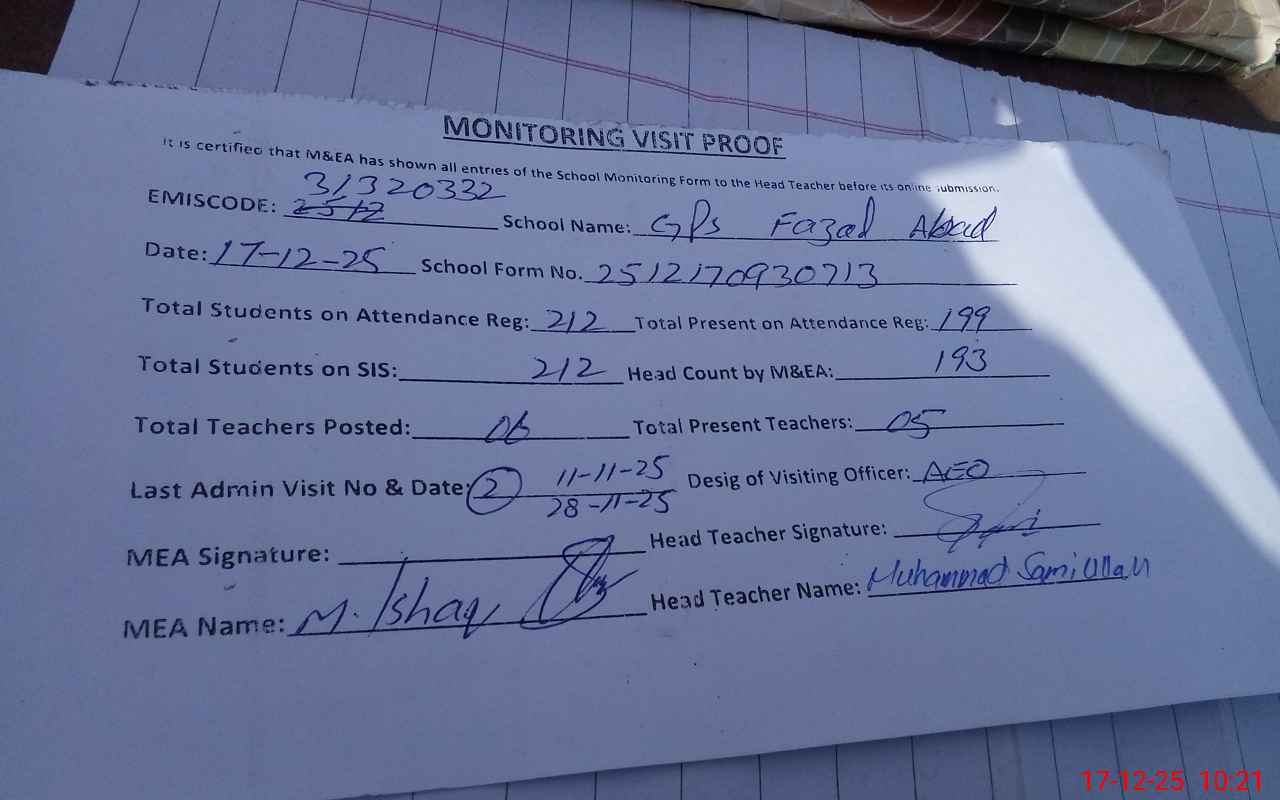 MONITORING VISIT PROOF
It is certified that M&EA has shown all entries of the School Monitoring Form to the Head Teacher before its online submission.
31320332
EMISCODE: 2512 School Name: GPs Fazal Abad
Date: 17-12-25 School Form No. 2512170930713
Total Students on Attendance Reg: 212 Total Present on Attendance Reg: 199
Total Students on SIS: 212 Head Count by M&EA: 193
Total Teachers Posted: 06 Total Present Teachers: 05
Last Admin Visit No & Date: 2 11-11-25 Desig of Visiting Officer: AEO
28-11-25
MEA Signature: Head Teacher Signature:
MEA Name: M. Ishaq Head Teacher Name: Muhammad Sami Ullah
17-12-25 10:21